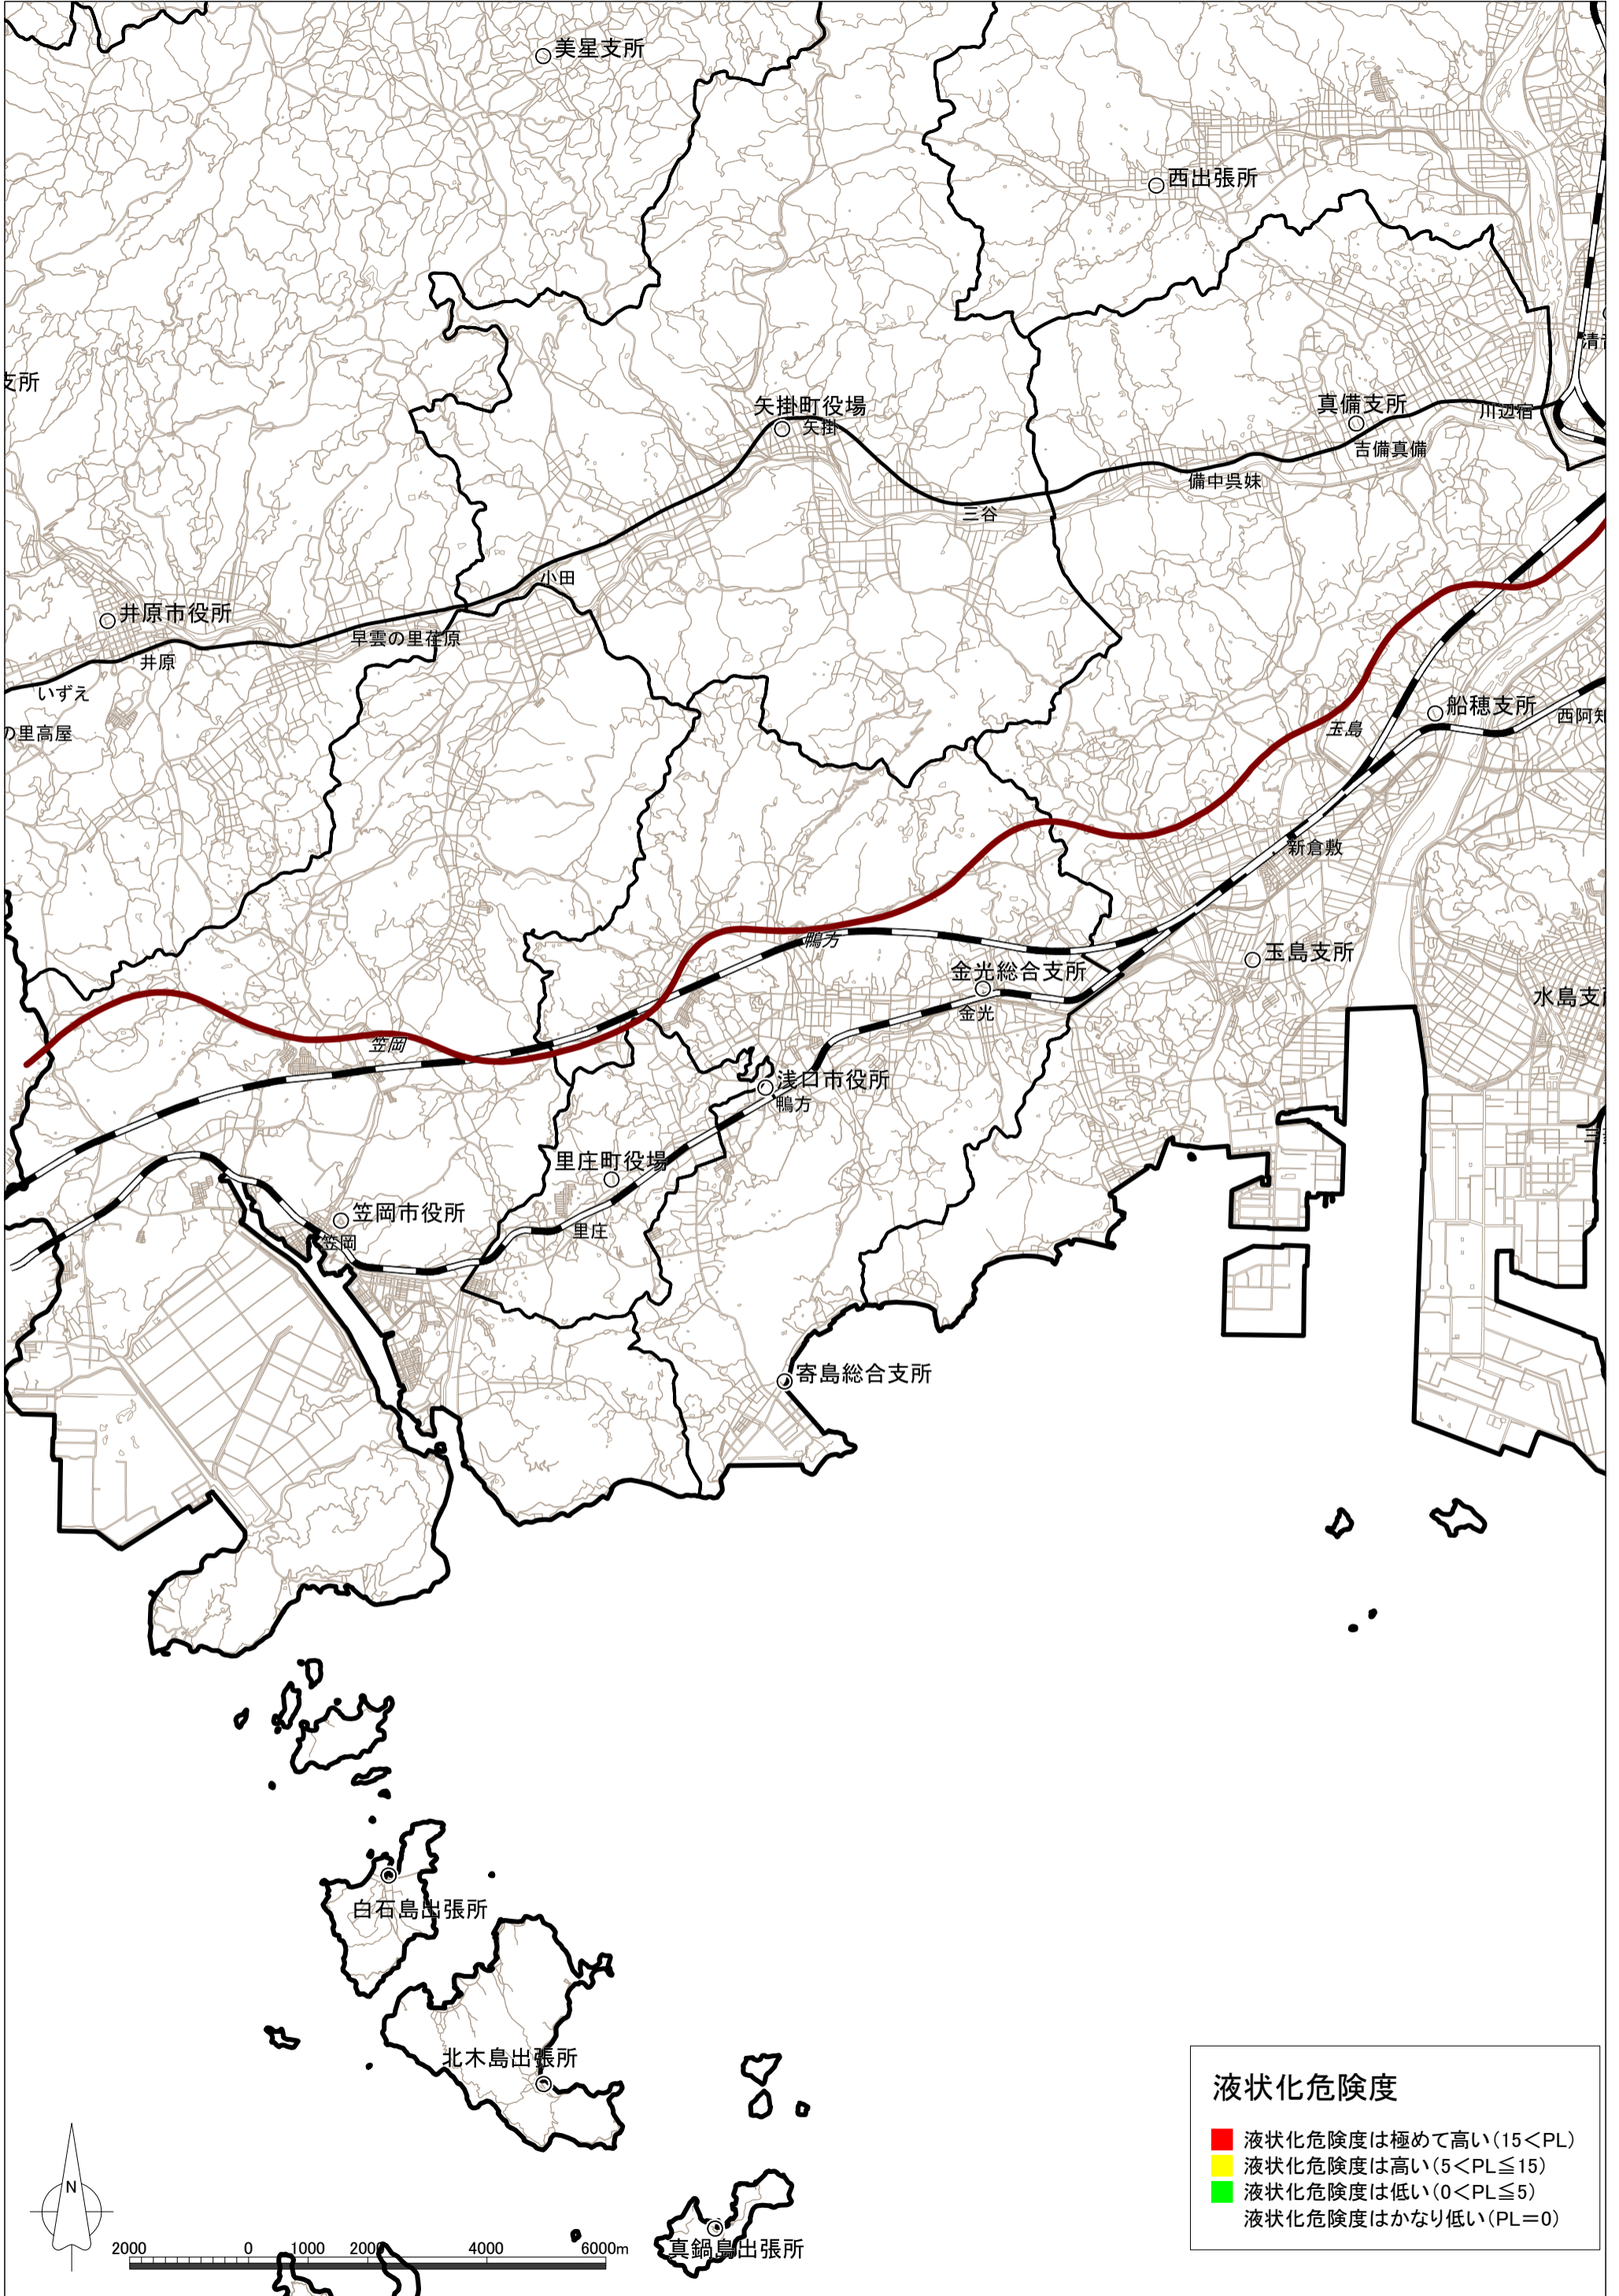 美星支所
西出張所
清音
支所
矢掛町役場
矢掛
真備支所
川辺宿
吉備真備
備中呉妹
三谷
小田
井原市役所
早雲の里荏原
井原
いずえ
の里高屋
船穂支所
西阿知
玉島
新倉敷
鴨方
玉島支所
金光総合支所
金光
水島支所
笠岡
浅口市役所
鴨方
里庄町役場
里庄
笠岡市役所
笠岡
寄島総合支所
白石島出張所
北木島出張所
真鍋島出張所
液状化危険度
液状化危険度は極めて高い(15<PL)
液状化危険度は高い(5<PL≦15)
液状化危険度は低い(0<PL≦5)
液状化危険度はかなり低い(PL=0)
N
2000 0 1000 2000 4000 6000m